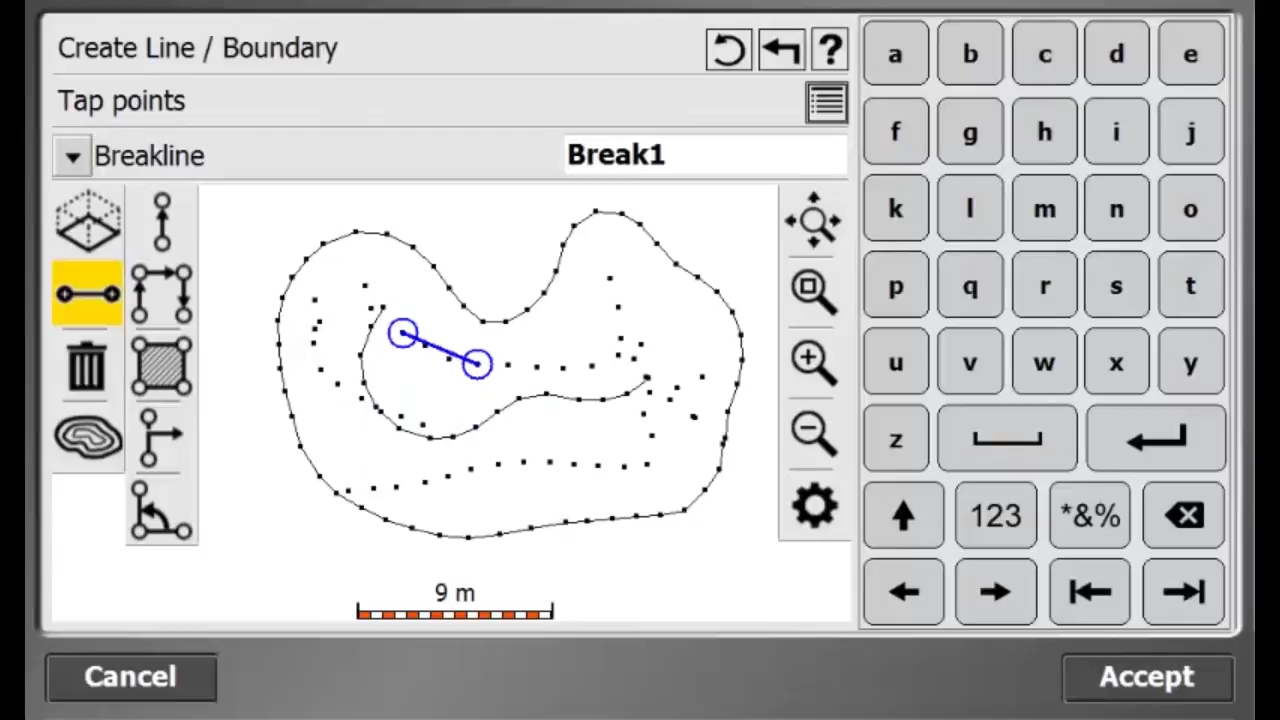 Create Line / Boundary ?
Tap points
Breakline Break1
9 m
a b c d e
f g h i j
k l m n o
p q r s t
u v w x y
z
123 *&%
Cancel Accept